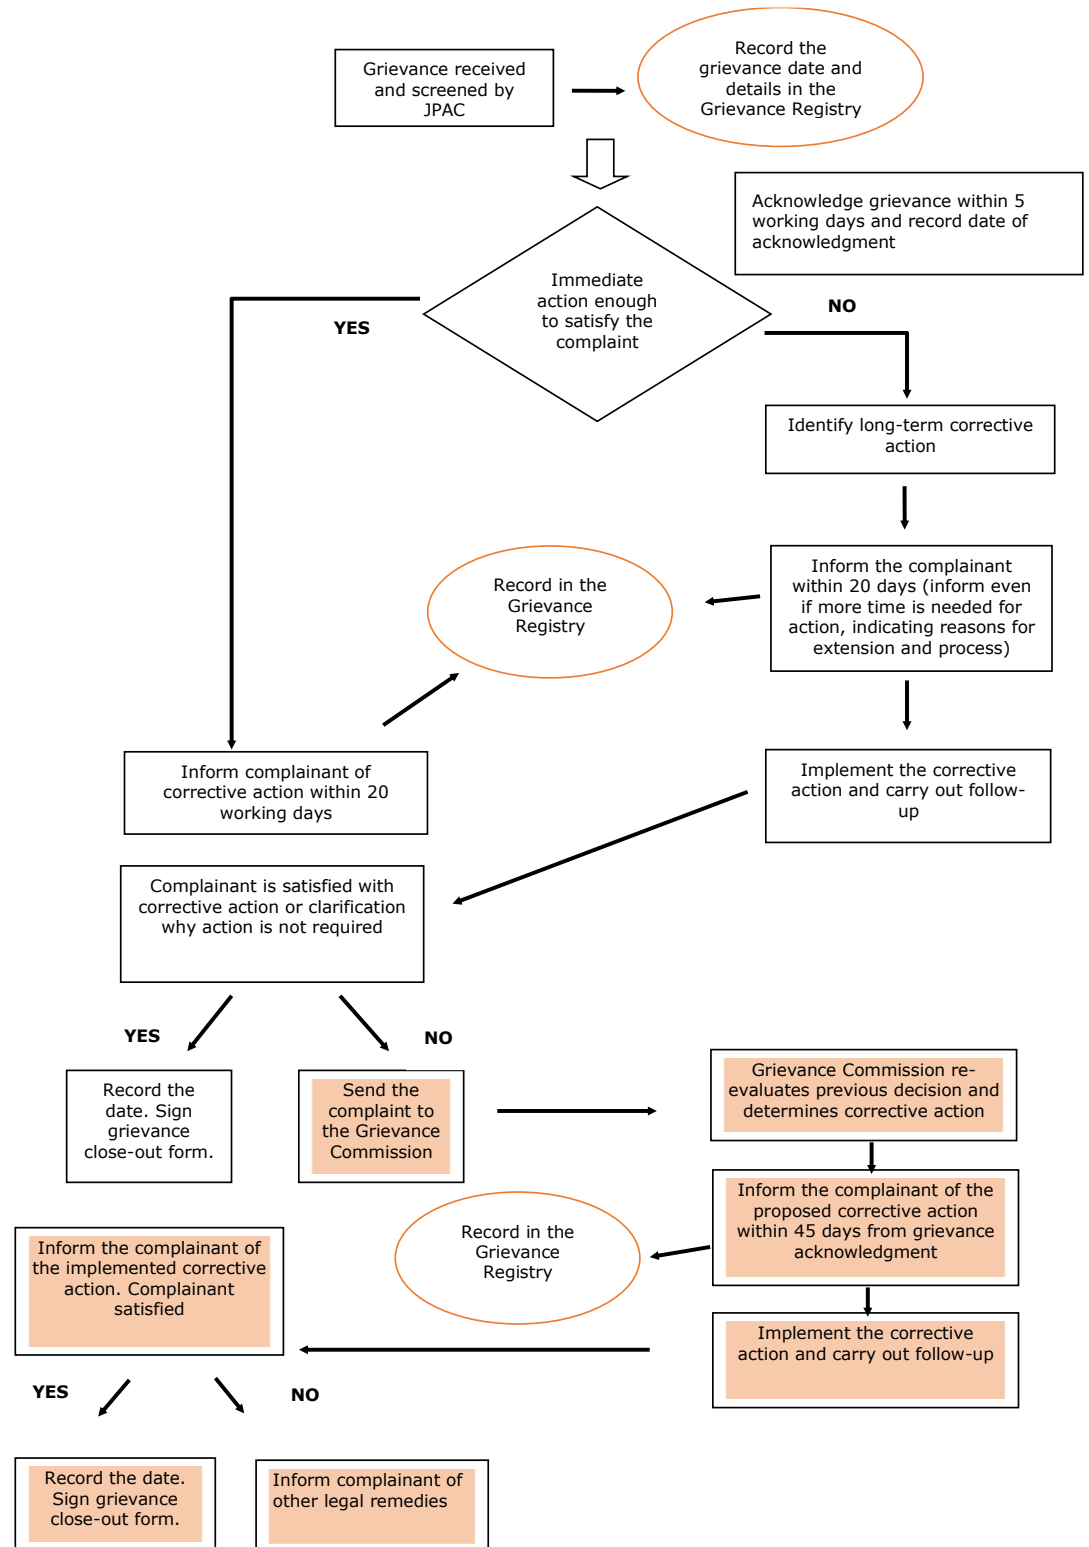 Grievance received
and screened by
JPAC
Record the
grievance date and
details in the
Grievance Registry
Acknowledge grievance within 5
working days and record date of
acknowledgment
Immediate
action enough
to satisfy the
complaint
YES
NO
Identify long-term corrective
action
Record in the
Grievance
Registry
Inform the complainant
within 20 days (inform even
if more time is needed for
action, indicating reasons for
extension and process)
Inform complainant of
corrective action within 20
working days
Implement the corrective
action and carry out follow-
up
Complainant is satisfied with
corrective action or clarification
why action is not required
YES
NO
Record the
date. Sign
grievance
close-out form.
Send the
complaint to
the Grievance
Commission
Grievance Commission re-
evaluates previous decision and
determines corrective action
Inform the complainant of the
proposed corrective action
within 45 days from grievance
acknowledgment
Record in the
Grievance
Registry
Inform the complainant of
the implemented corrective
action. Complainant
satisfied
Implement the corrective
action and carry out follow-up
YES
NO
Record the date.
Sign grievance
close-out form.
Inform complainant of
other legal remedies